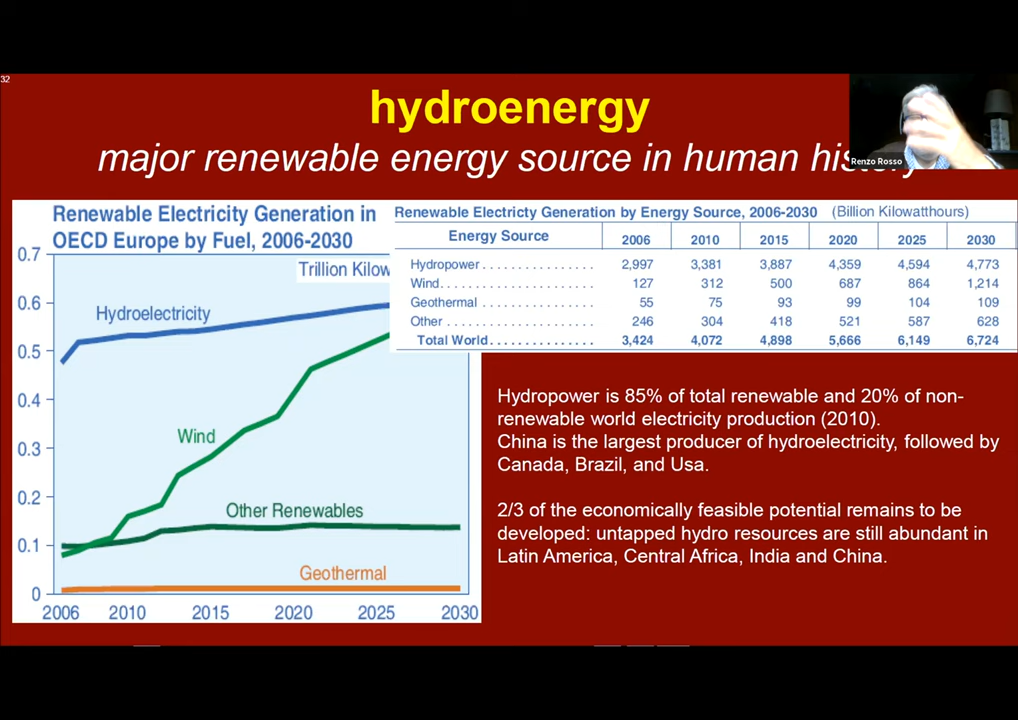 32
hydroenergy
major renewable energy source in human history
Renzo Rosso
Renewable Electricity Generation in
OECD Europe by Fuel, 2006-2030
Trillion Kilow
0.7
0.6
0.5
0.4
0.3
0.2
0.1
0
Hydroelectricity
Wind
Other Renewables
Geothermal
2006 2010 2015 2020 2025 2030
Renewable Electricty Generation by Energy Source, 2006-2030 (Billion Kilowatthours)
Energy Source 2006 2010 2015 2020 2025 2030
Hydropower . . . . . . . . . . . . . . . . 2,997 3,381 3,887 4,359 4,594 4,773
Wind. . . . . . . . . . . . . . . . . . . . . . 127 312 500 687 864 1,214
Geothermal . . . . . . . . . . . . . . . . 55 75 93 99 104 109
Other . . . . . . . . . . . . . . . . . . . . . 246 304 418 521 587 628
Total World . . . . . . . . . . . . . . . 3,424 4,072 4,898 5,666 6,149 6,724
Hydropower is 85% of total renewable and 20% of non-
renewable world electricity production (2010).
China is the largest producer of hydroelectricity, followed by
Canada, Brazil, and Usa.
2/3 of the economically feasible potential remains to be
developed: untapped hydro resources are still abundant in
Latin America, Central Africa, India and China.